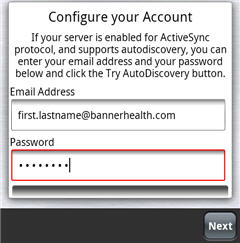 Configure your Account
If your server is enabled for ActiveSync
protocol, and supports autodiscovery, you can
enter your email address and your password
below and click the Try AutoDiscovery button.
Email Address
first.lastname@bannerhealth.com
Password
••••••••
Next